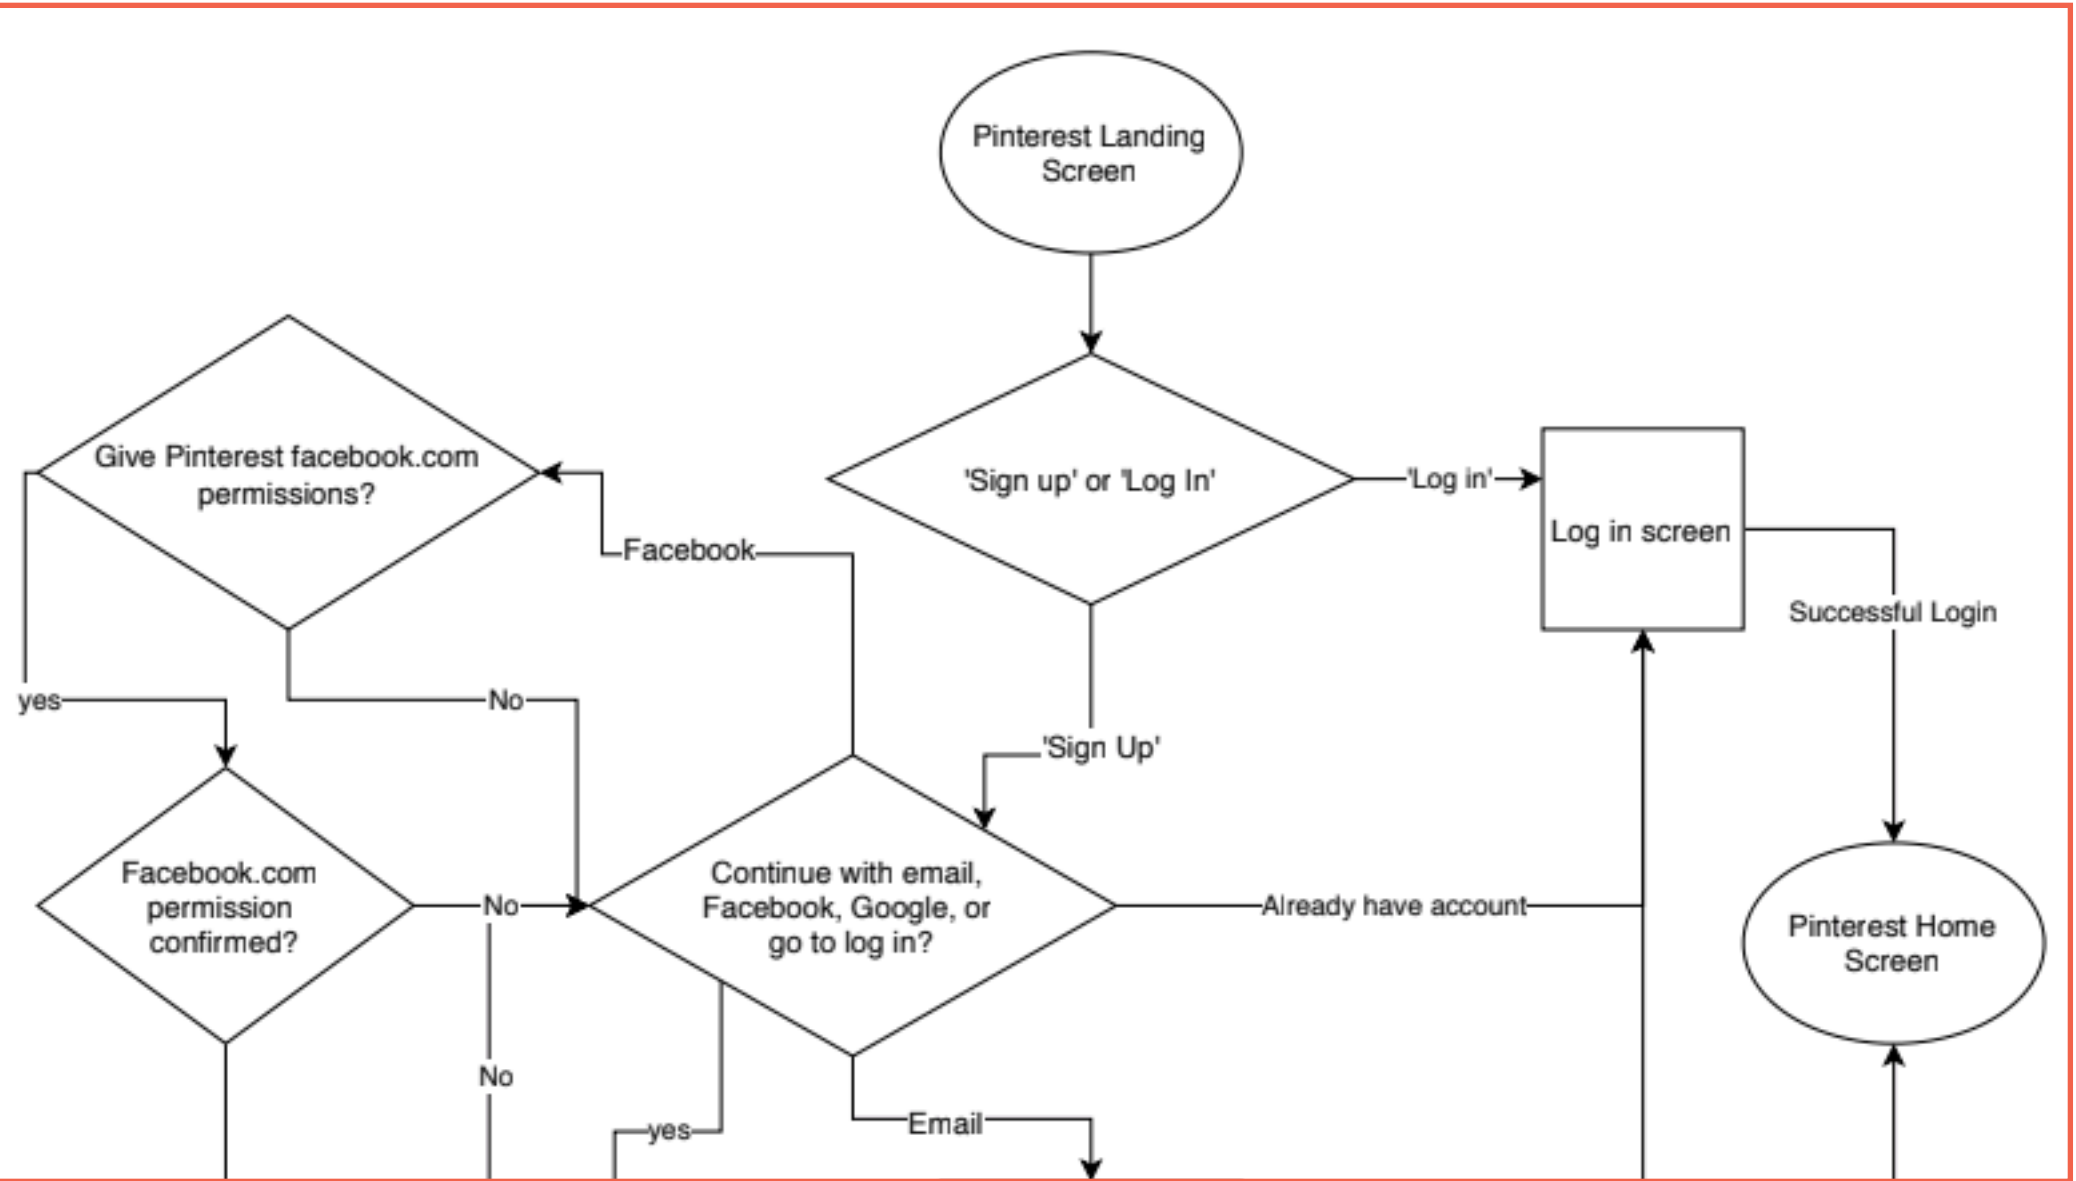 Pinterest Landing
Screen
Give Pinterest facebook.com
permissions?
'Sign up' or 'Log In'
'Log in'
Log in screen
Facebook
Successful Login
yes
No
'Sign Up'
Facebook.com
permission
confirmed?
No
Continue with email,
Facebook, Google, or
go to log in?
Already have account
Pinterest Home
Screen
No
yes
Email